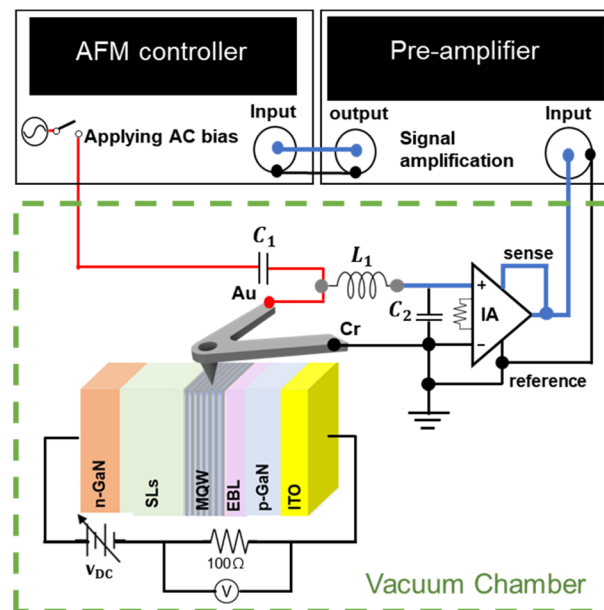 AFM controller
Pre-amplifier
Input
output
Input
Applying AC bias
Signal
amplification
C₁
L₁
sense
Au
C₂
+
IA
−
Cr
reference
n-GaN
SLs
MQW
EBL
p-GaN
ITO
V_DC
100Ω
V
Vacuum Chamber